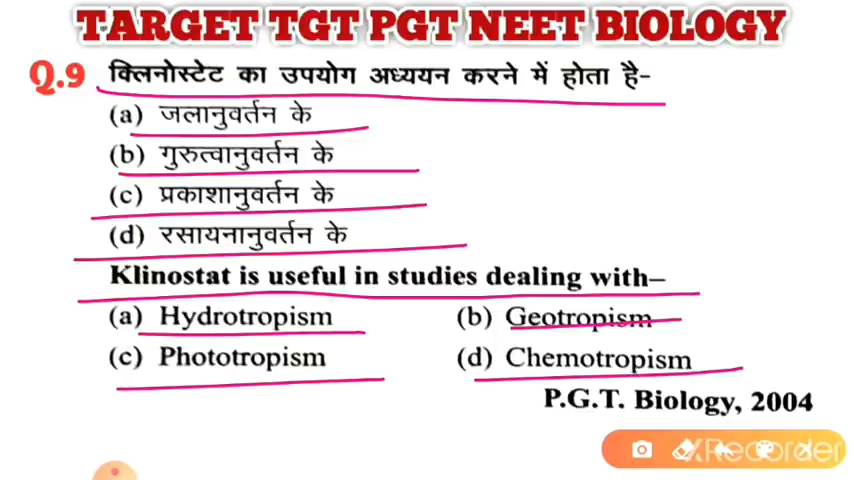 TARGET TGT PGT NEET BIOLOGY
Q.9 क्लिनोस्टेट का उपयोग अध्ययन करने में होता है-
(a) जलानुवर्तन के
(b) गुरुत्वानुवर्तन के
(c) प्रकाशानुवर्तन के
(d) रसायनानुवर्तन के
Klinostat is useful in studies dealing with–
(a) Hydrotropism (b) Geotropism
(c) Phototropism (d) Chemotropism
P.G.T. Biology, 2004
XRecorder